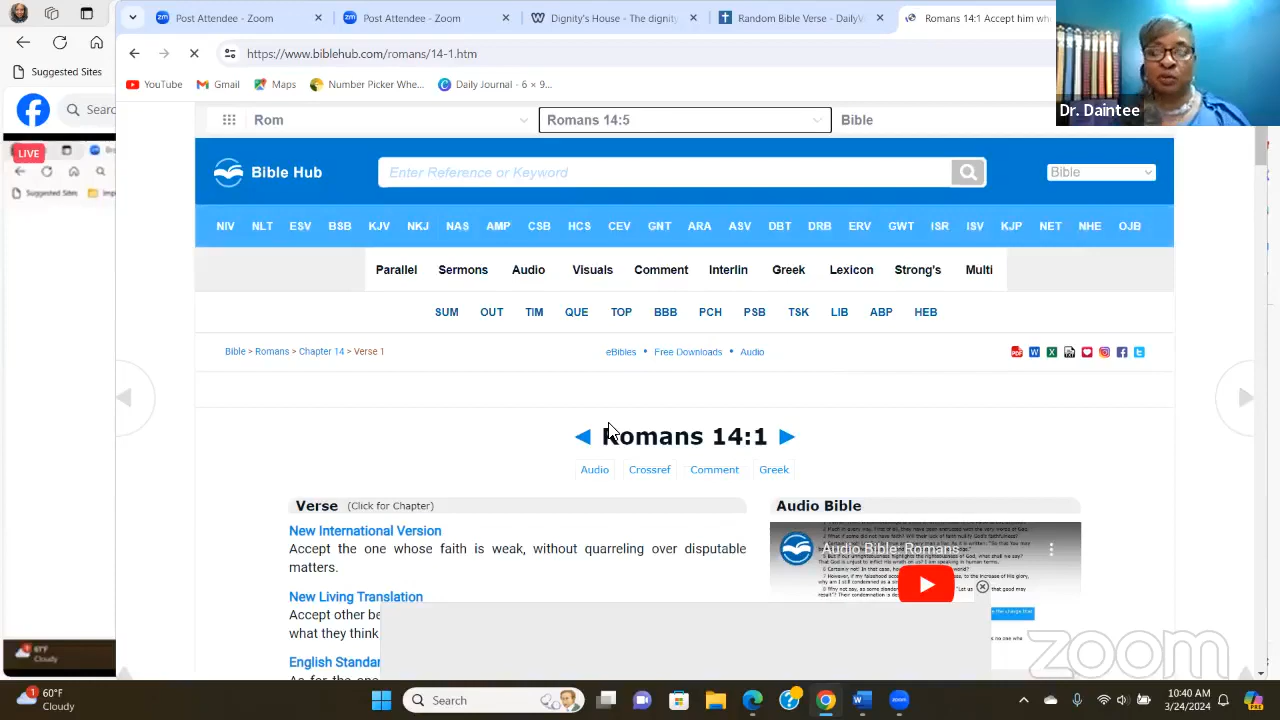 Post Attendee - Zoom
Post Attendee - Zoom
Dignity's House - The dignity
Random Bible Verse - DailyV
Romans 14:1 Accept him wh
https://www.biblehub.com/romans/14-1.htm
Suggested Sites
YouTube
Gmail
Maps
Number Picker Whe...
Daily Journal - 6 × 9...
Dr. Daintee
Sear
LIVE
Suggested Sites
Rom
Romans 14:5
Bible
Bible Hub
Enter Reference or Keyword
Bible
NIV NLT ESV BSB KJV NKJ NAS AMP CSB HCS CEV GNT ARA ASV DBT DRB ERV GWT ISR ISV KJP NET NHE OJB
Parallel Sermons Audio Visuals Comment Interlin Greek Lexicon Strong's Multi
SUM OUT TIM QUE TOP BBB PCH PSB TSK LIB ABP HEB
Bible > Romans > Chapter 14 > Verse 1
eBibles • Free Downloads • Audio
Romans 14:1
Audio Crossref Comment Greek
Verse (Click for Chapter)
New International Version
Accept the one whose faith is weak, without quarreling over disputable
matters.
New Living Translation
Accept other be
what they think
English Standar
Audio Bible
Audio Bible: Romans
zoom
67°F
Cloudy
60°F
Cloudy
Search
10:40 AM
3/24/2024